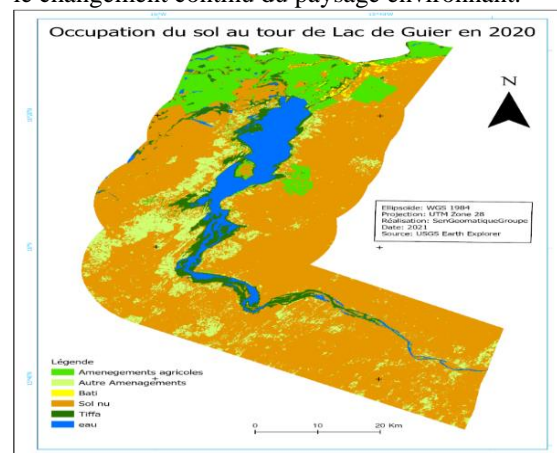 le changement continu du paysage environnant.
Occupation du sol au tour de Lac de Guier en 2020
N
Ellipsoide: WGS 1984
Projection: UTM Zone 28
Réalisation: SenGeomatiqueGroupe
Date: 2021
Source: USGS Earth Explorer
Légende
Amenegements agricoles
Autre Amenagements
Bati
Sol nu
Tiffa
eau
0 10 20 Km